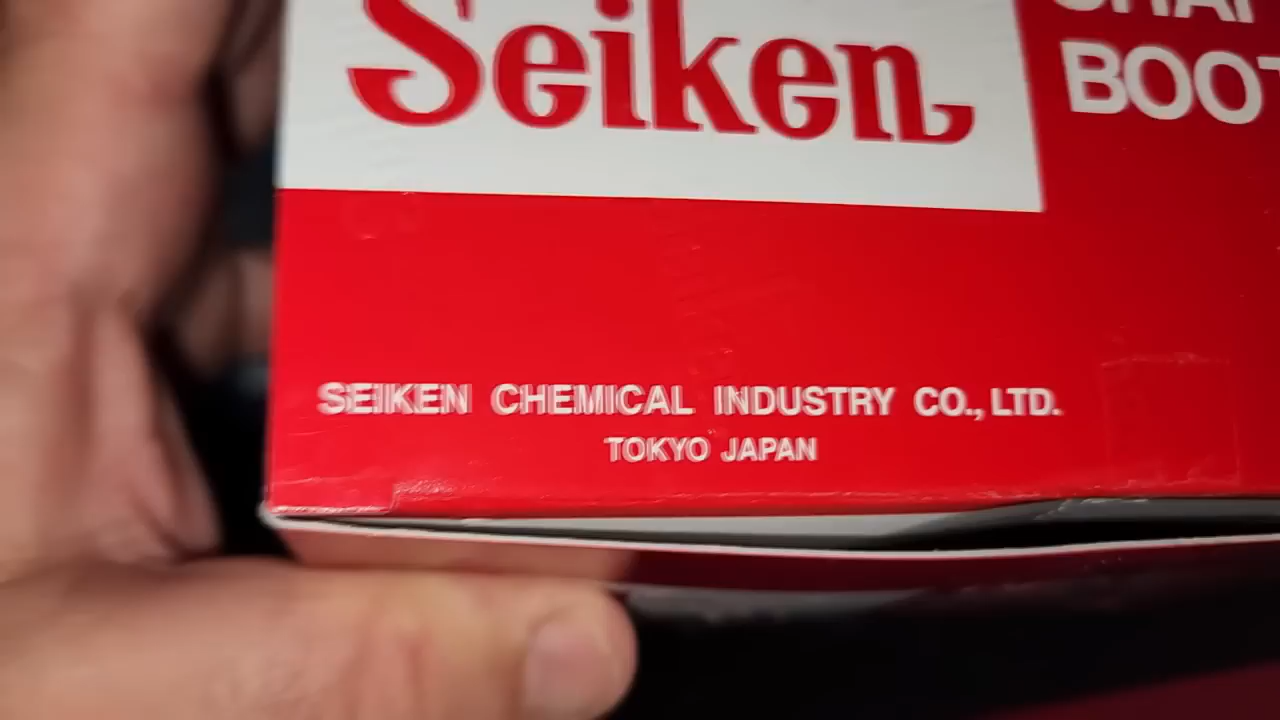 Seiken
BOOT
SEIKEN CHEMICAL INDUSTRY CO., LTD.
TOKYO JAPAN